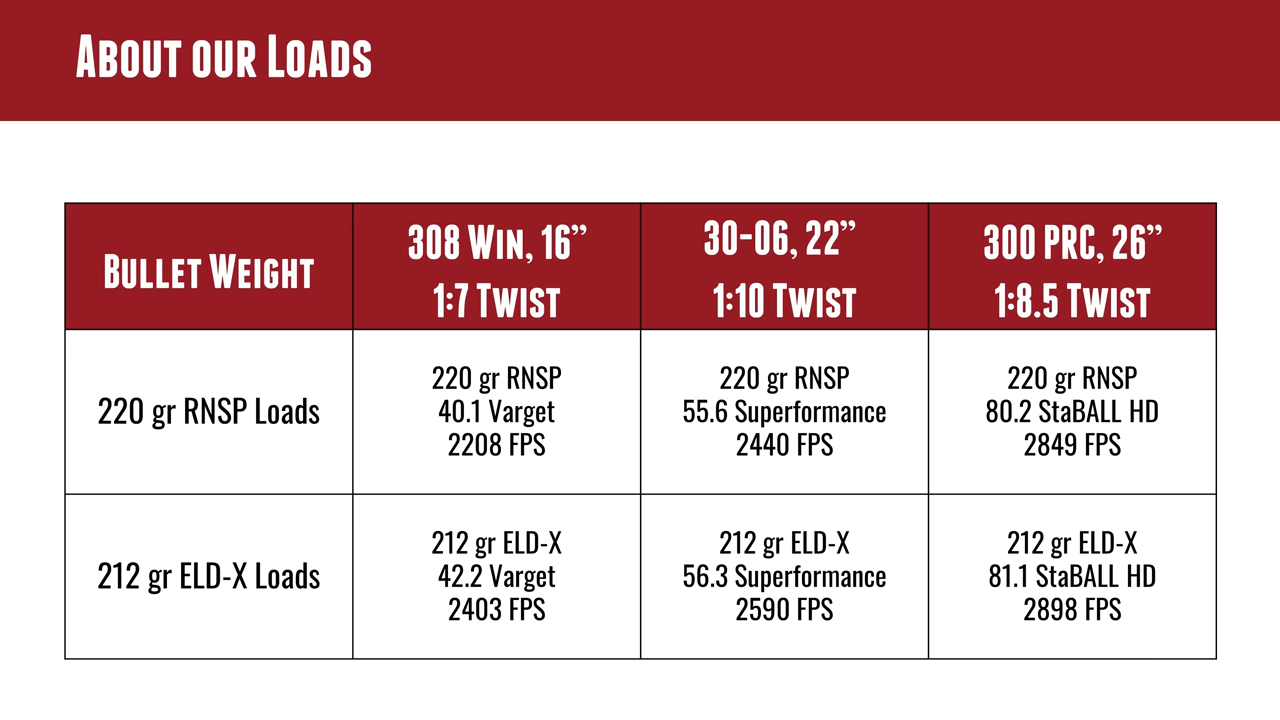 About our Loads
Bullet Weight
308 Win, 16”
1:7 Twist
30-06, 22”
1:10 Twist
300 PRC, 26”
1:8.5 Twist
220 gr RNSP Loads
220 gr RNSP
40.1 Varget
2208 FPS
220 gr RNSP
55.6 Superformance
2440 FPS
220 gr RNSP
80.2 StaBALL HD
2849 FPS
212 gr ELD-X Loads
212 gr ELD-X
42.2 Varget
2403 FPS
212 gr ELD-X
56.3 Superformance
2590 FPS
212 gr ELD-X
81.1 StaBALL HD
2898 FPS